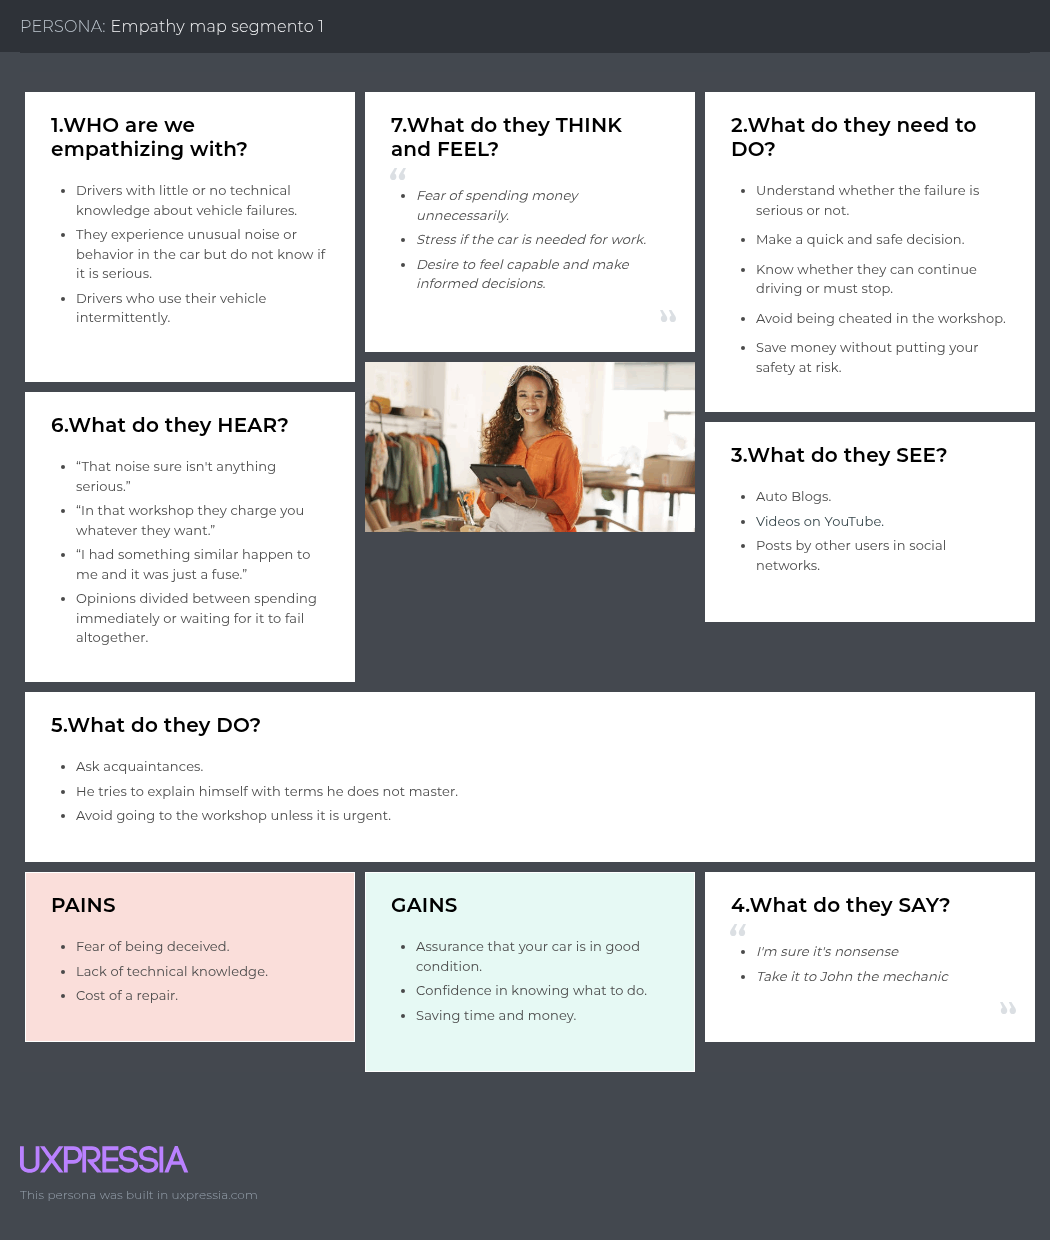 PERSONA: Empathy map segmento 1
1.WHO are we
empathizing with?
• Drivers with little or no technical
knowledge about vehicle failures.
• They experience unusual noise or
behavior in the car but do not know if
it is serious.
• Drivers who use their vehicle
intermittently.
7.What do they THINK
and FEEL?
“
• Fear of spending money
unnecessarily.
• Stress if the car is needed for work.
• Desire to feel capable and make
informed decisions.
”
2.What do they need to
DO?
• Understand whether the failure is
serious or not.
• Make a quick and safe decision.
• Know whether they can continue
driving or must stop.
• Avoid being cheated in the workshop.
• Save money without putting your
safety at risk.
6.What do they HEAR?
• “That noise sure isn't anything
serious.”
• “In that workshop they charge you
whatever they want.”
• “I had something similar happen to
me and it was just a fuse.”
• Opinions divided between spending
immediately or waiting for it to fail
altogether.
3.What do they SEE?
• Auto Blogs.
• Videos on YouTube.
• Posts by other users in social
networks.
5.What do they DO?
• Ask acquaintances.
• He tries to explain himself with terms he does not master.
• Avoid going to the workshop unless it is urgent.
PAINS
• Fear of being deceived.
• Lack of technical knowledge.
• Cost of a repair.
GAINS
• Assurance that your car is in good
condition.
• Confidence in knowing what to do.
• Saving time and money.
4.What do they SAY?
“
• I'm sure it's nonsense
• Take it to John the mechanic
”
UXPRESSIA
This persona was built in uxpressia.com